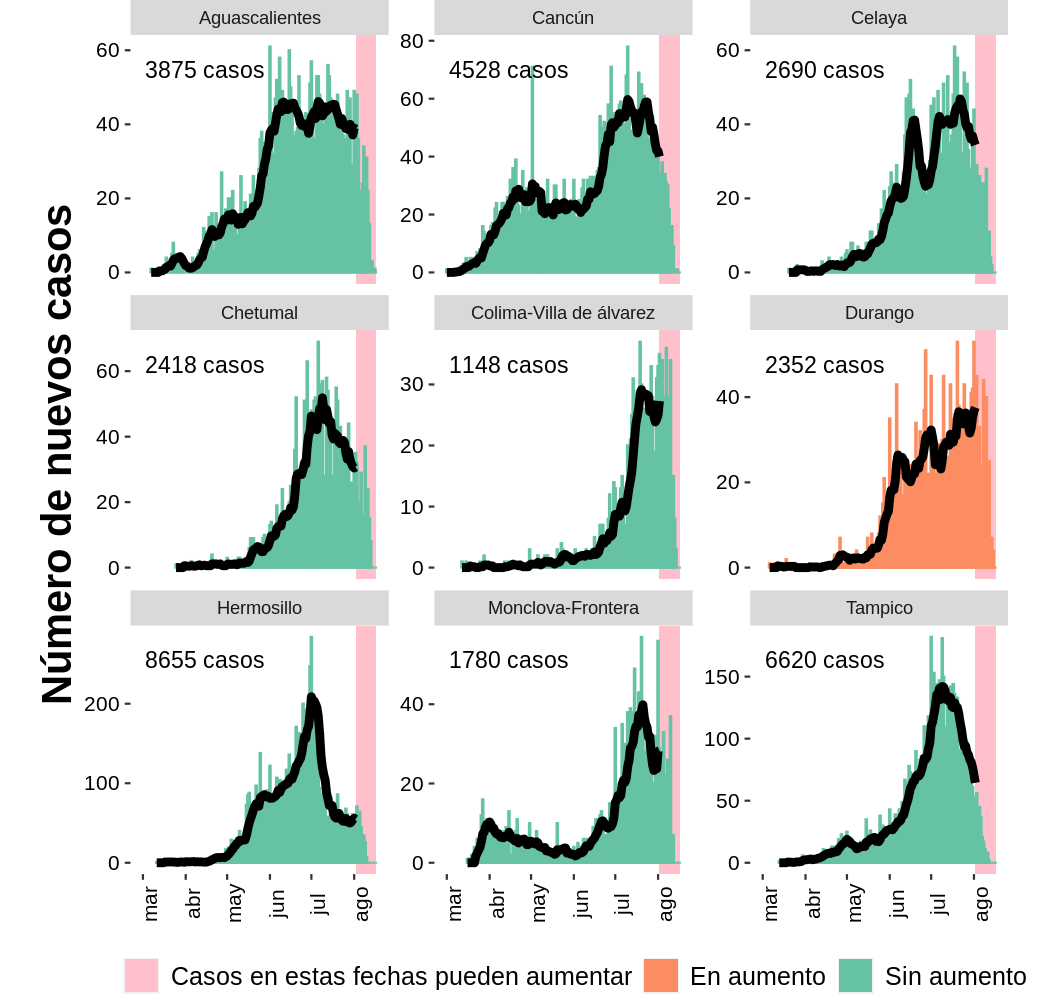 Número de nuevos casos
Aguascalientes
Cancún
Celaya
3875 casos
4528 casos
2690 casos
60
40
20
0
80
60
40
20
0
60
40
20
0
Chetumal
Colima-Villa de álvarez
Durango
2418 casos
1148 casos
2352 casos
60
40
20
0
30
20
10
0
40
20
0
Hermosillo
Monclova-Frontera
Tampico
8655 casos
1780 casos
6620 casos
200
100
0
40
20
0
150
100
50
0
mar abr may jun jul ago
mar abr may jun jul ago
mar abr may jun jul ago
Casos en estas fechas pueden aumentar En aumento Sin aumento